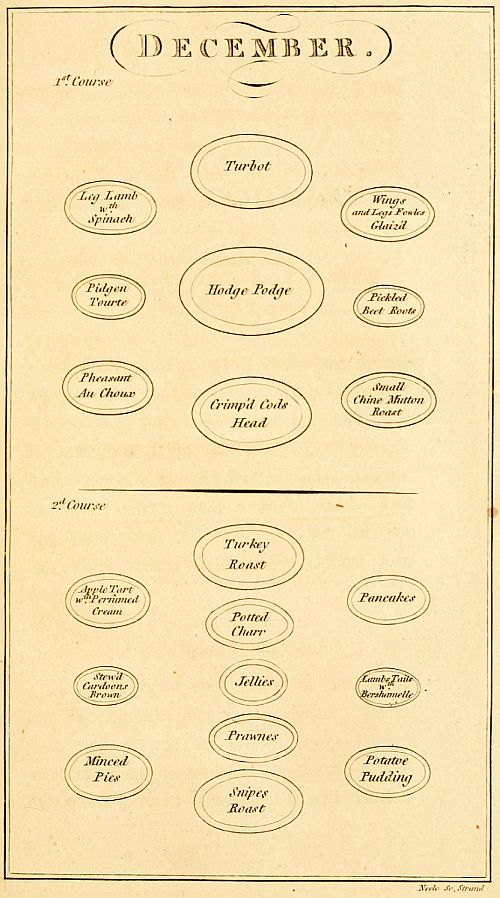 DECEMBER.
1st. Course
Turbot
Leg Lamb
wth
Spinach
Wings
and Legs Fowles
Glaiz'd
Pidgen
Tourte
Hodge Podge
Pickled
Beet Roots
Pheasant
Au Choux
Crimp'd Cods
Head
Small
Chine Mutton
Roast
2d. Course
Turkey
Roast
Apple Tart
wth Perfumed
Cream
Potted
Charr
Pancakes
Stew'd
Cardoons
Brown
Jellies
Lambs Tails
wth
Bershamelle
Prawnes
Minced
Pies
Potatoe
Pudding
Snipes
Roast
Neele Sc. Strand